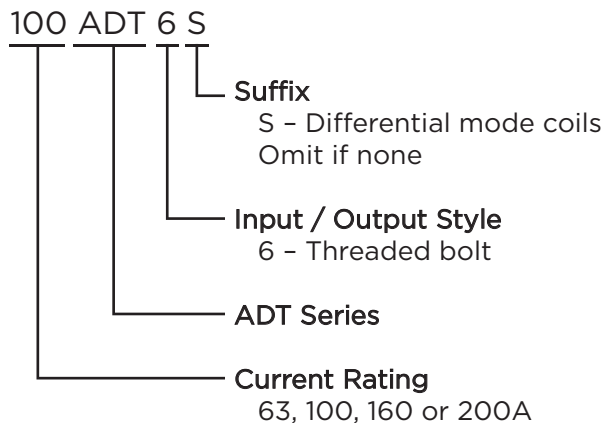 100 ADT 6 S
Suffix
S – Differential mode coils
Omit if none
Input / Output Style
6 – Threaded bolt
ADT Series
Current Rating
63, 100, 160 or 200A